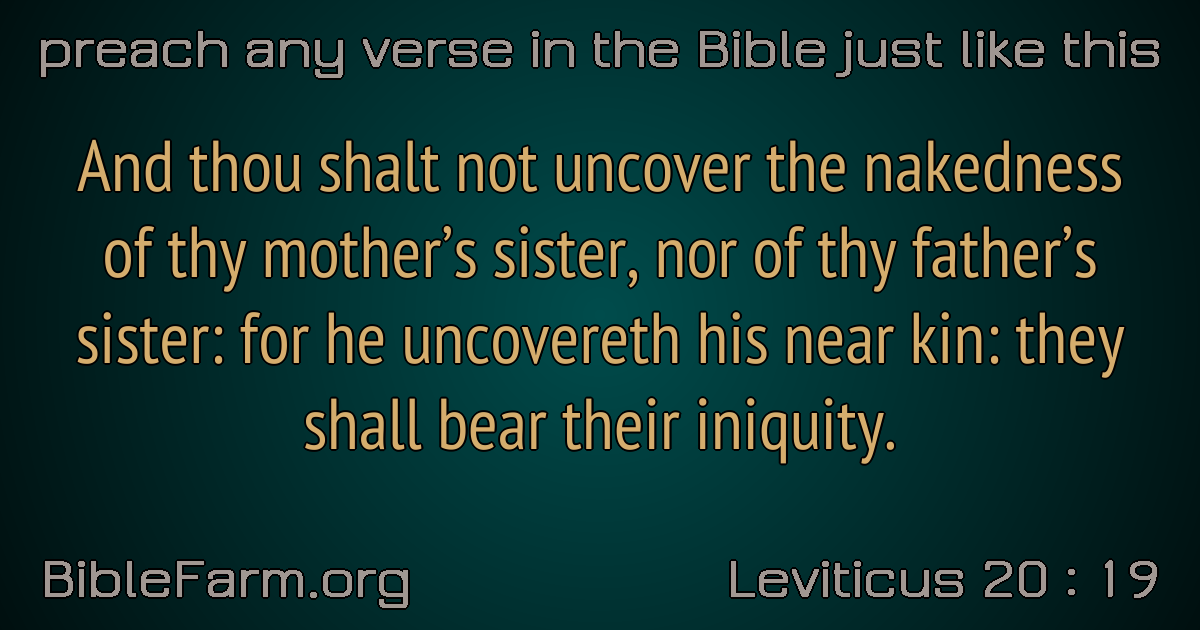 preach any verse in the Bible just like this
And thou shalt not uncover the nakedness
of thy mother’s sister, nor of thy father’s
sister: for he uncovereth his near kin: they
shall bear their iniquity.
BibleFarm.org
Leviticus 20 : 19